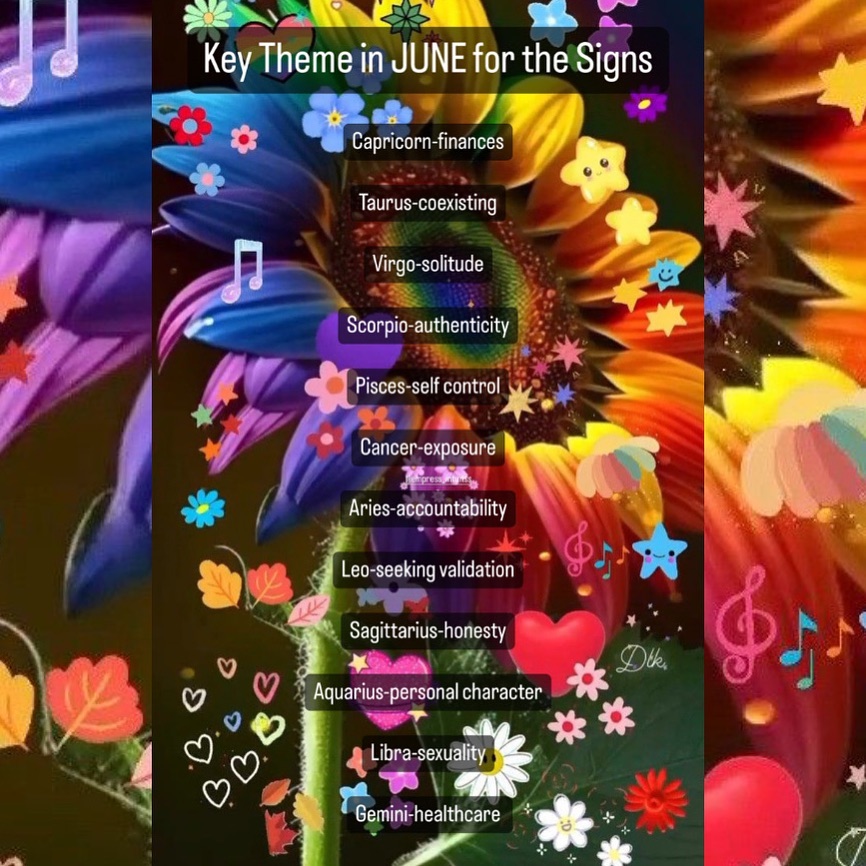 Key Theme in JUNE for the Signs
Capricorn-finances
Taurus-coexisting
Virgo-solitude
Scorpio-authenticity
Pisces-self control
Cancer-exposure
Aries-accountability
Leo-seeking validation
Sagittarius-honesty
Dtk.
Aquarius-personal character
Libra-sexuality
Gemini-healthcare